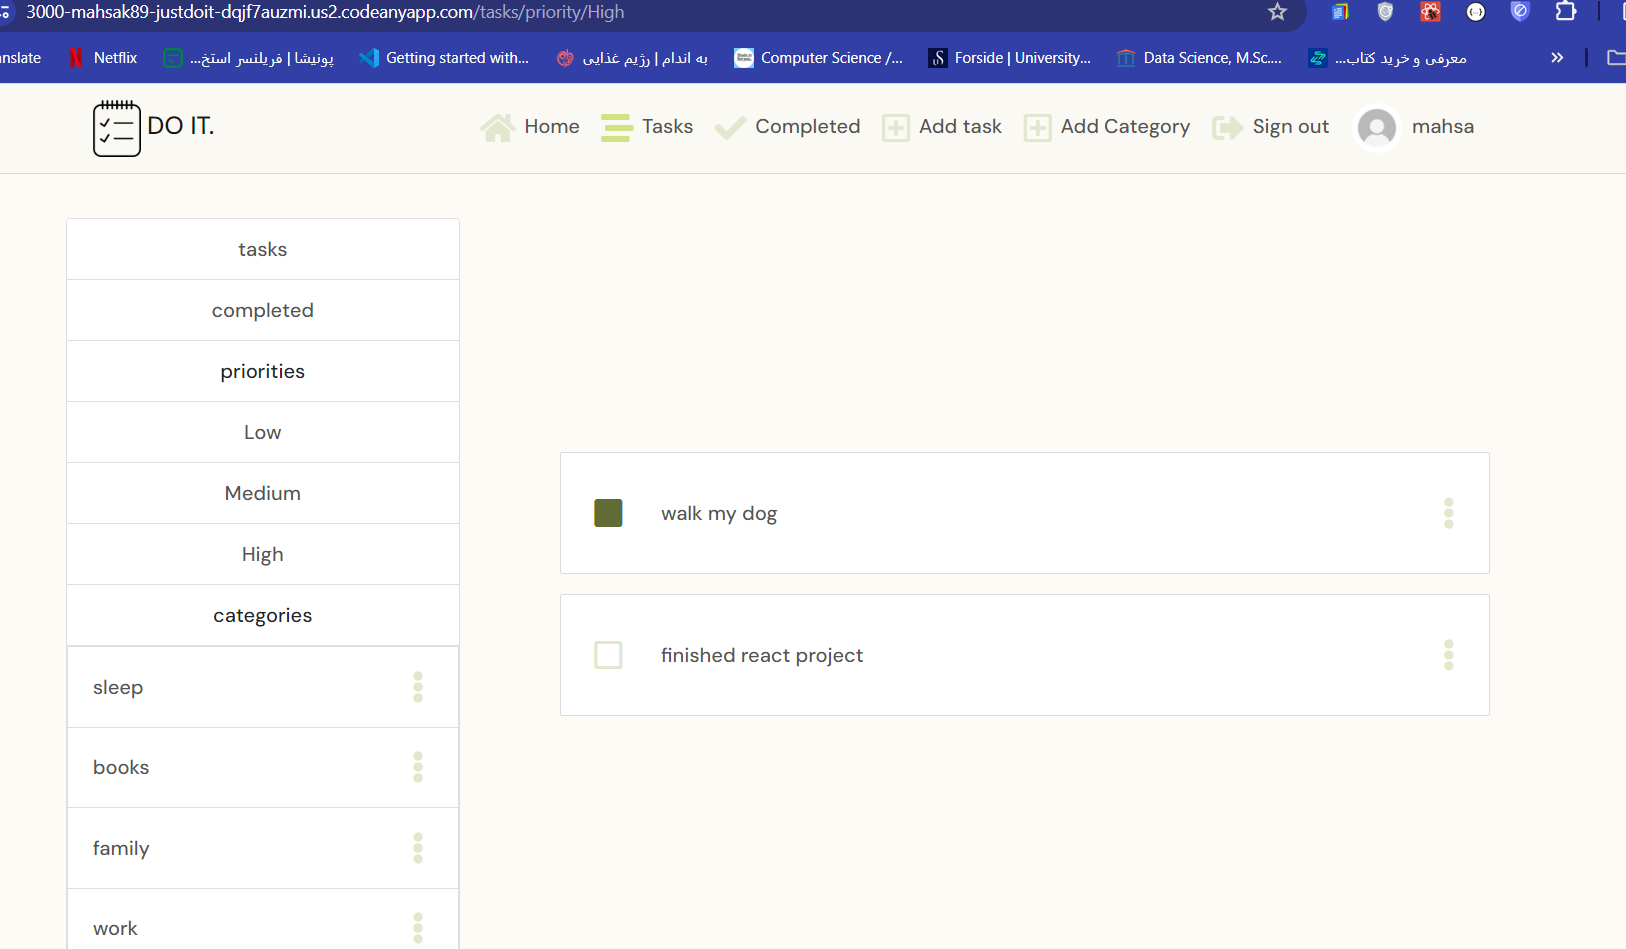 3000-mahsak89-justdoit-dqjf7auzmi.us2.codeanyapp.com/tasks/priority/High
anslate
Netflix
پونیشا | فریلنسر استخ...
Getting started with...
به اندام | رژیم غذایی
Computer Science /...
Forside | University...
Data Science, M.Sc....
معرفی و خرید کتاب...
DO IT.
Home
Tasks
Completed
Add task
Add Category
Sign out
mahsa
tasks
completed
priorities
Low
Medium
High
categories
sleep
books
family
work
walk my dog
finished react project